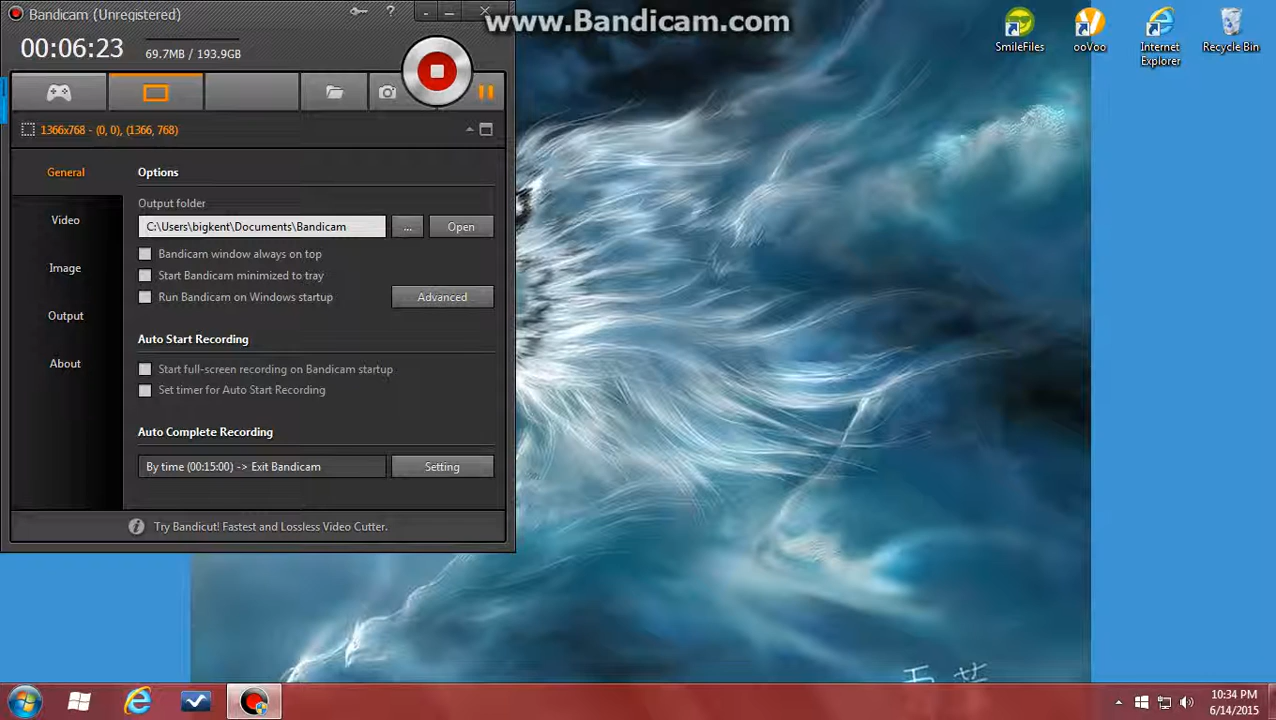 Bandicam (Unregistered)
?
www.Bandicam.com
00:06:23
69.7MB / 193.9GB
SmileFiles
ooVoo
Internet Explorer
Recycle Bin
1366x768 - (0, 0), (1366, 768)
General
Video
Image
Output
About
Options
Output folder
C:\Users\bigkent\Documents\Bandicam
...
Open
Bandicam window always on top
Start Bandicam minimized to tray
Run Bandicam on Windows startup
Advanced
Auto Start Recording
Start full-screen recording on Bandicam startup
Set timer for Auto Start Recording
Auto Complete Recording
By time (00:15:00) -> Exit Bandicam
Setting
Try Bandicut! Fastest and Lossless Video Cutter.
10:34 PM
6/14/2015